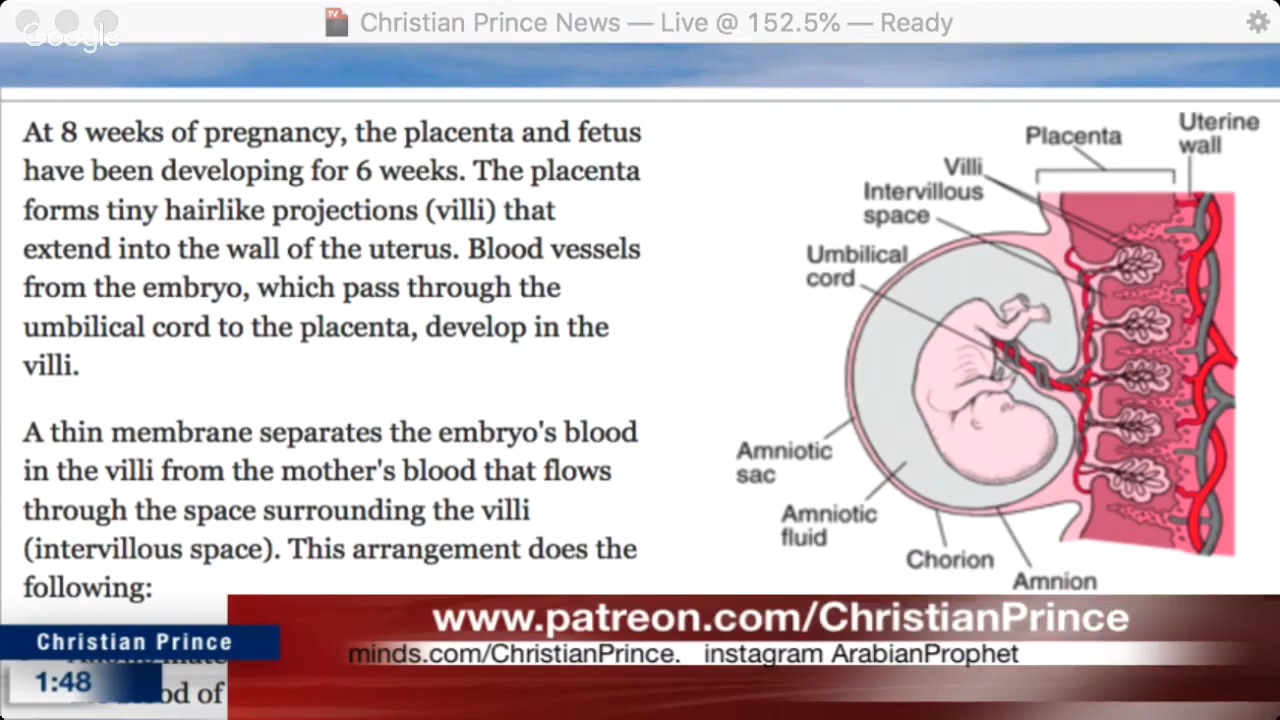 Christian Prince News — Live @ 152.5% — Ready
Google
TV
At 8 weeks of pregnancy, the placenta and fetus
have been developing for 6 weeks. The placenta
forms tiny hairlike projections (villi) that
extend into the wall of the uterus. Blood vessels
from the embryo, which pass through the
umbilical cord to the placenta, develop in the
villi.
A thin membrane separates the embryo's blood
in the villi from the mother's blood that flows
through the space surrounding the villi
(intervillous space). This arrangement does the
following:
Placenta
Uterine
wall
Villi
Intervillous
space
Umbilical
cord
Amniotic
sac
Amniotic
fluid
Chorion
Amnion
www.patreon.com/ChristianPrince
Christian Prince
minds.com/ChristianPrince. instagram ArabianProphet
1:48
of